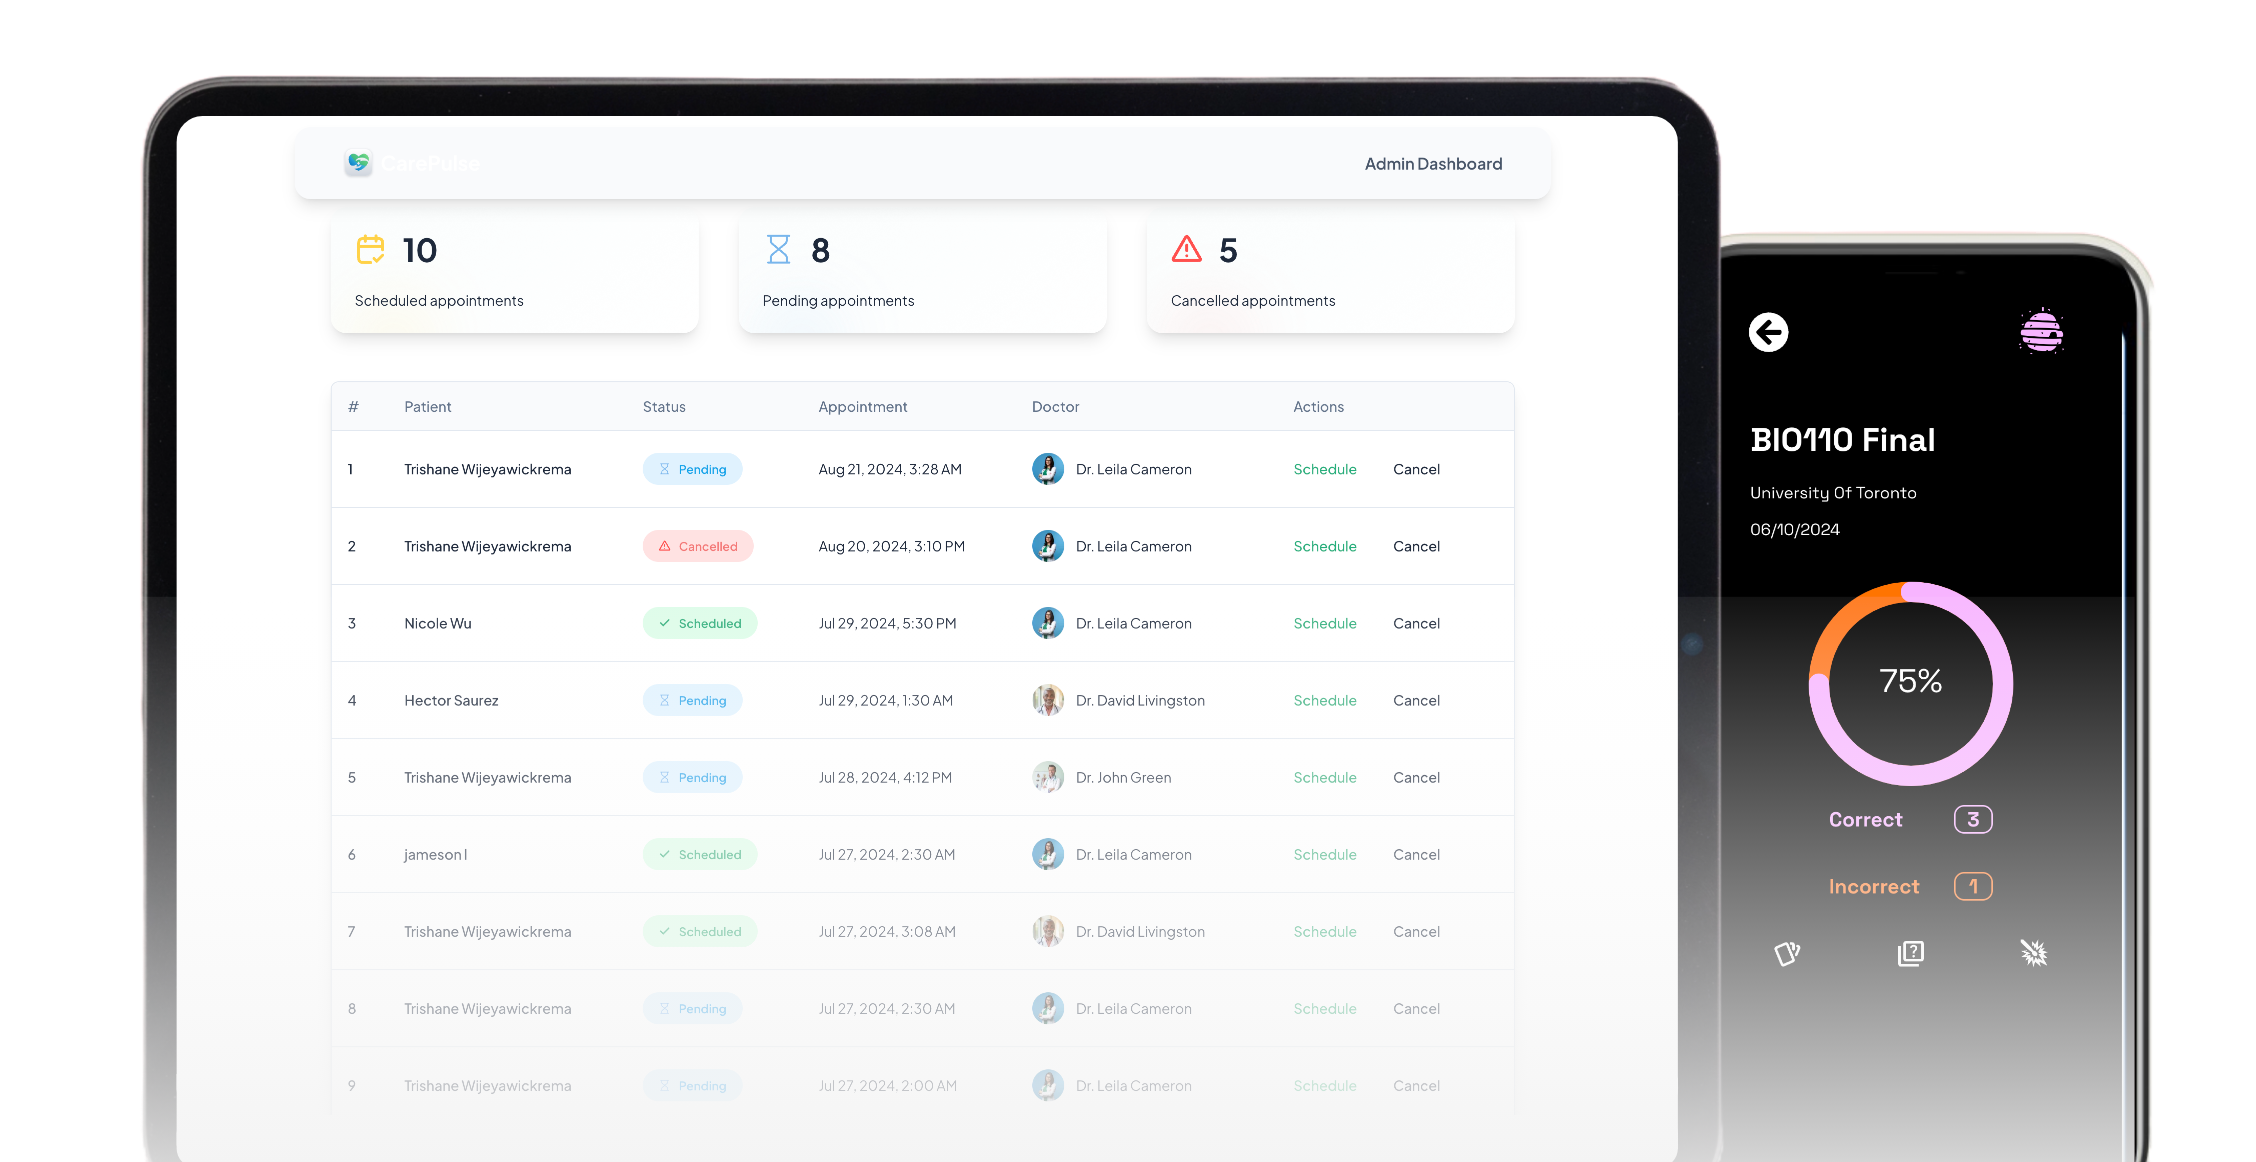 CarePulse
Admin Dashboard
10
Scheduled appointments
8
Pending appointments
5
Cancelled appointments
# Patient Status Appointment Doctor Actions
1 Trishane Wijeyawickrema Pending Aug 21, 2024, 3:28 AM Dr. Leila Cameron Schedule Cancel
2 Trishane Wijeyawickrema Cancelled Aug 20, 2024, 3:10 PM Dr. Leila Cameron Schedule Cancel
3 Nicole Wu Scheduled Jul 29, 2024, 5:30 PM Dr. Leila Cameron Schedule Cancel
4 Hector Saurez Pending Jul 29, 2024, 1:30 AM Dr. David Livingston Schedule Cancel
5 Trishane Wijeyawickrema Pending Jul 28, 2024, 4:12 PM Dr. John Green Schedule Cancel
6 jameson l Scheduled Jul 27, 2024, 2:30 AM Dr. Leila Cameron Schedule Cancel
7 Trishane Wijeyawickrema Scheduled Jul 27, 2024, 3:08 AM Dr. David Livingston Schedule Cancel
8 Trishane Wijeyawickrema Pending Jul 27, 2024, 2:30 AM Dr. Leila Cameron Schedule Cancel
9 Trishane Wijeyawickrema Pending Jul 27, 2024, 2:00 AM Dr. Leila Cameron Schedule Cancel
BIO110 Final
University Of Toronto
06/10/2024
75%
Correct 3
Incorrect 1
?